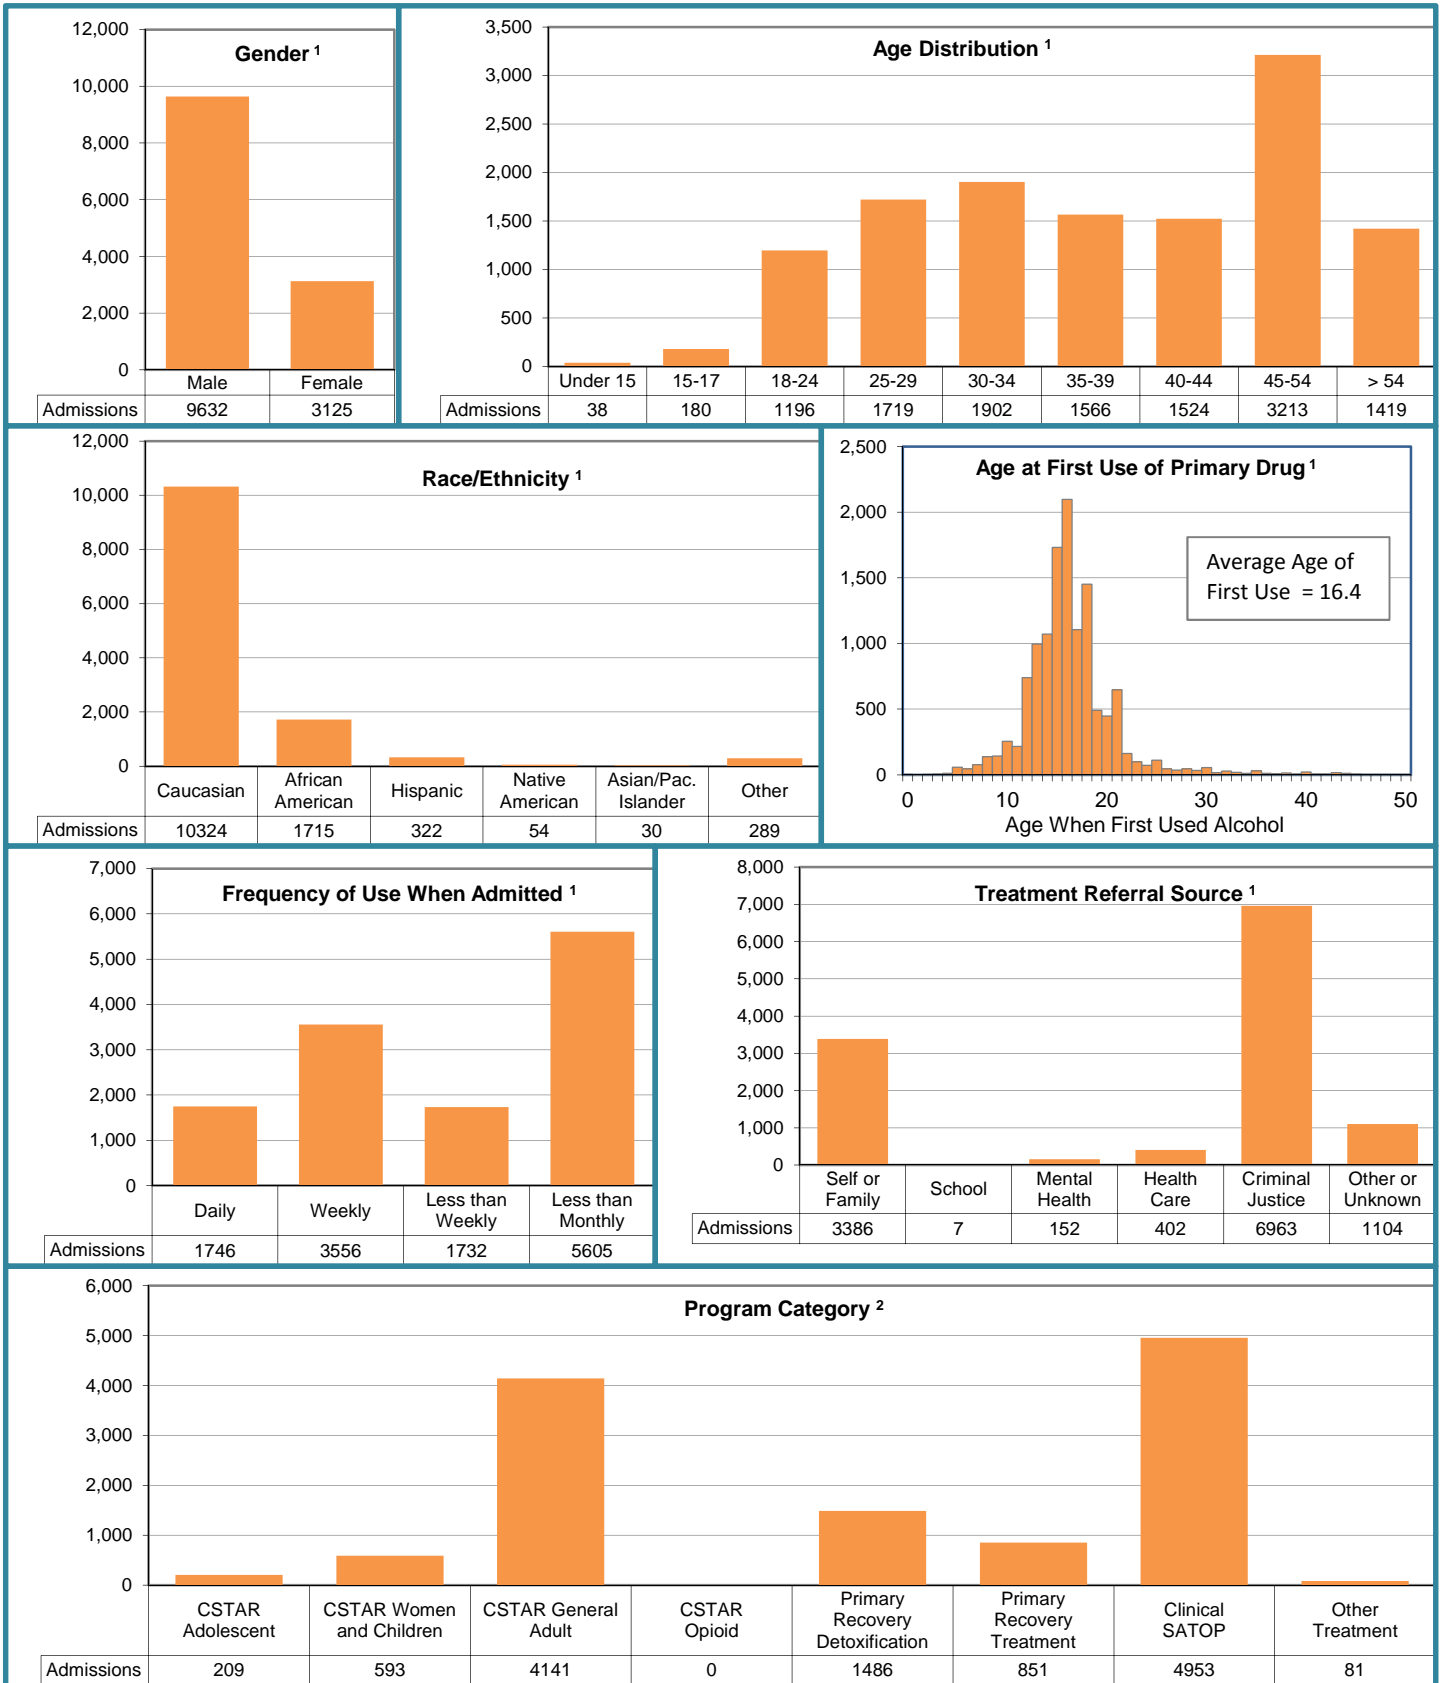 Gender ¹
12,000
10,000
8,000
6,000
4,000
2,000
0
Male Female
Admissions 9632 3125
Age Distribution ¹
3,500
3,000
2,500
2,000
1,500
1,000
500
0
Under 15 15-17 18-24 25-29 30-34 35-39 40-44 45-54 > 54
Admissions 38 180 1196 1719 1902 1566 1524 3213 1419
Race/Ethnicity ¹
12,000
10,000
8,000
6,000
4,000
2,000
0
Caucasian African American Hispanic Native American Asian/Pac. Islander Other
Admissions 10324 1715 322 54 30 289
Age at First Use of Primary Drug ¹
2,500
2,000
1,500
1,000
500
0
Average Age of
First Use = 16.4
0 10 20 30 40 50
Age When First Used Alcohol
Frequency of Use When Admitted ¹
7,000
6,000
5,000
4,000
3,000
2,000
1,000
0
Daily Weekly Less than Weekly Less than Monthly
Admissions 1746 3556 1732 5605
Treatment Referral Source ¹
8,000
7,000
6,000
5,000
4,000
3,000
2,000
1,000
0
Self or Family School Mental Health Health Care Criminal Justice Other or Unknown
Admissions 3386 7 152 402 6963 1104
Program Category ²
6,000
5,000
4,000
3,000
2,000
1,000
0
CSTAR Adolescent CSTAR Women and Children CSTAR General Adult CSTAR Opioid Primary Recovery Detoxification Primary Recovery Treatment Clinical SATOP Other Treatment
Admissions 209 593 4141 0 1486 851 4953 81